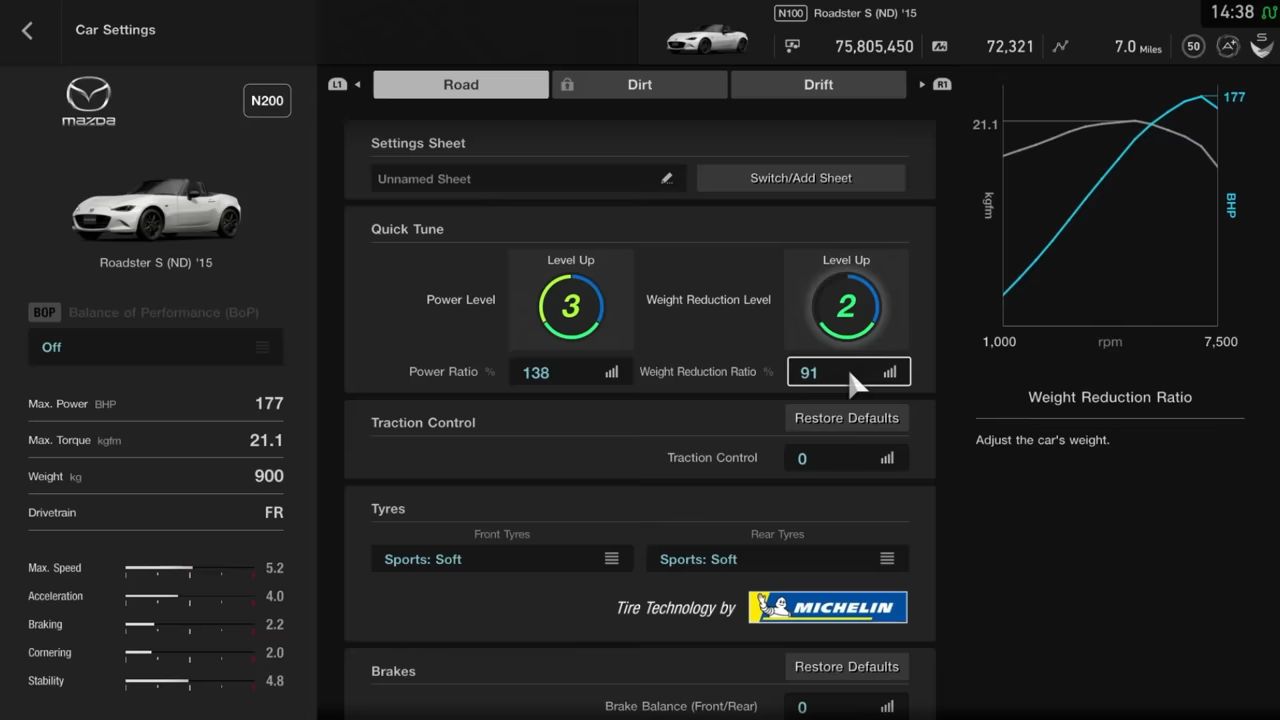 Car Settings
N100 Roadster S (ND) '15
14:38
75,805,450 72,321 7.0 Miles 50 A+ S
mazda
N200
Roadster S (ND) '15
BOP Balance of Performance (BoP)
Off
Max. Power BHP 177
Max. Torque kgfm 21.1
Weight kg 900
Drivetrain FR
Max. Speed 5.2
Acceleration 4.0
Braking 2.2
Cornering 2.0
Stability 4.8
L1 Road Dirt Drift R1
Settings Sheet
Unnamed Sheet Switch/Add Sheet
Quick Tune
Level Up Level Up
Power Level 3 Weight Reduction Level 2
Power Ratio % 138 Weight Reduction Ratio % 91
Traction Control Restore Defaults
Traction Control 0
Tyres
Front Tyres Rear Tyres
Sports: Soft Sports: Soft
Tire Technology by MICHELIN
Brakes Restore Defaults
Brake Balance (Front/Rear) 0
177
21.1
kgfm BHP
1,000 rpm 7,500
Weight Reduction Ratio
Adjust the car's weight.